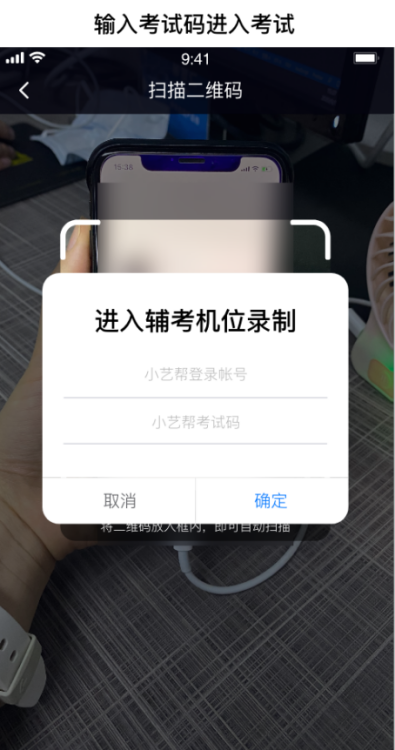 输入考试码进入考试
9:41
扫描二维码
16:38
进入辅考机位录制
小艺帮登录帐号
小艺帮考试码
取消
确定
将二维码放入框内，即可自动扫描